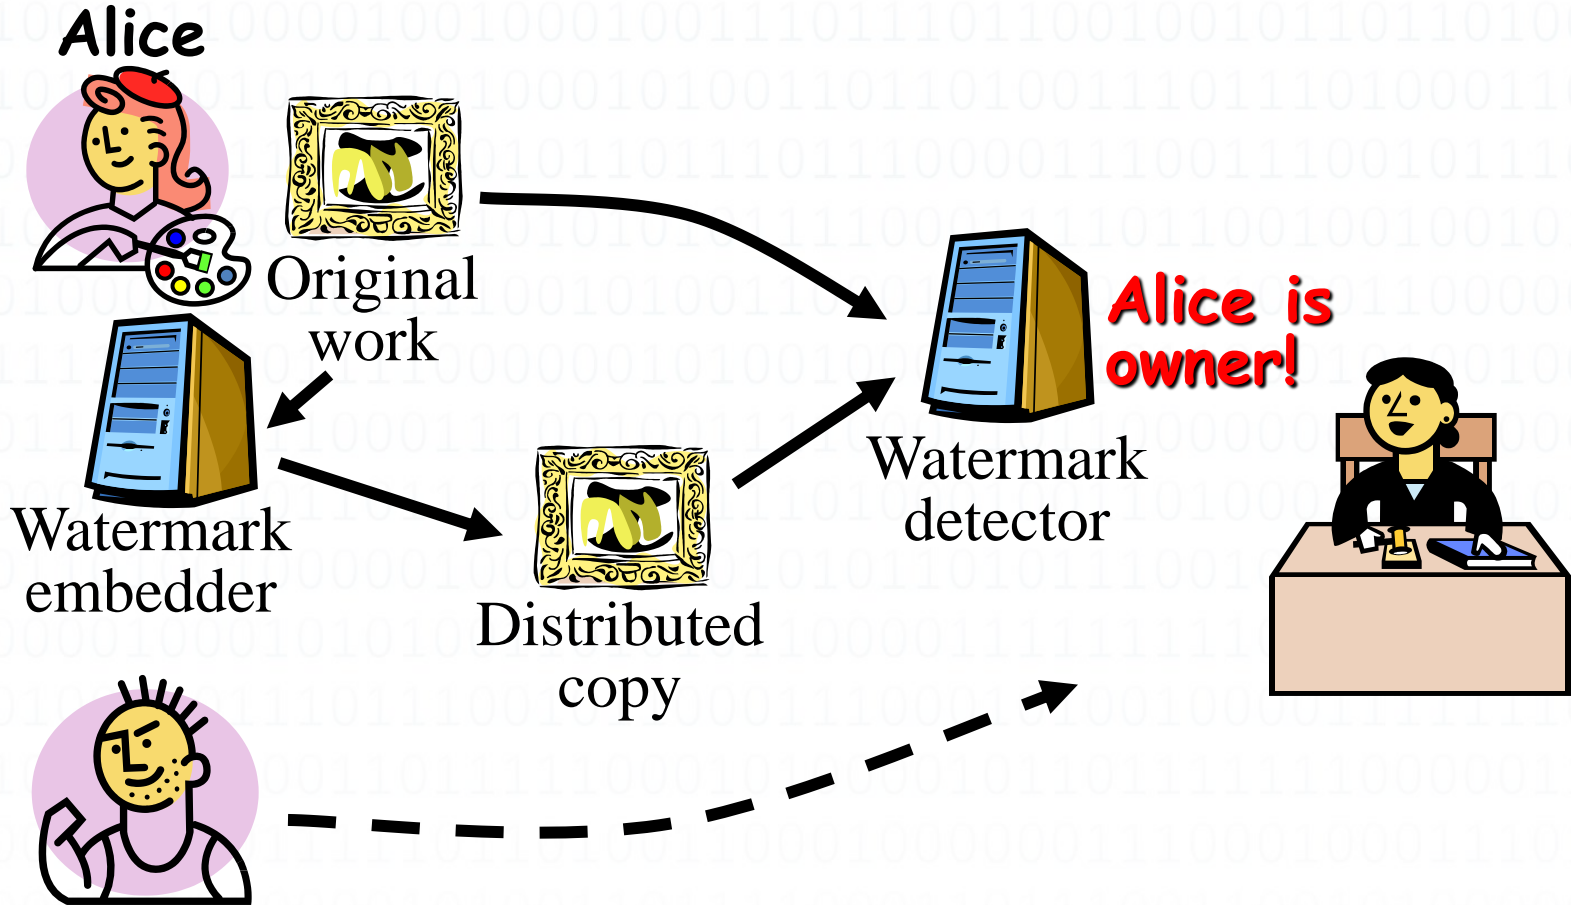 Alice
Original
work
Watermark
embedder
Distributed
copy
Watermark
detector
Alice is
owner!